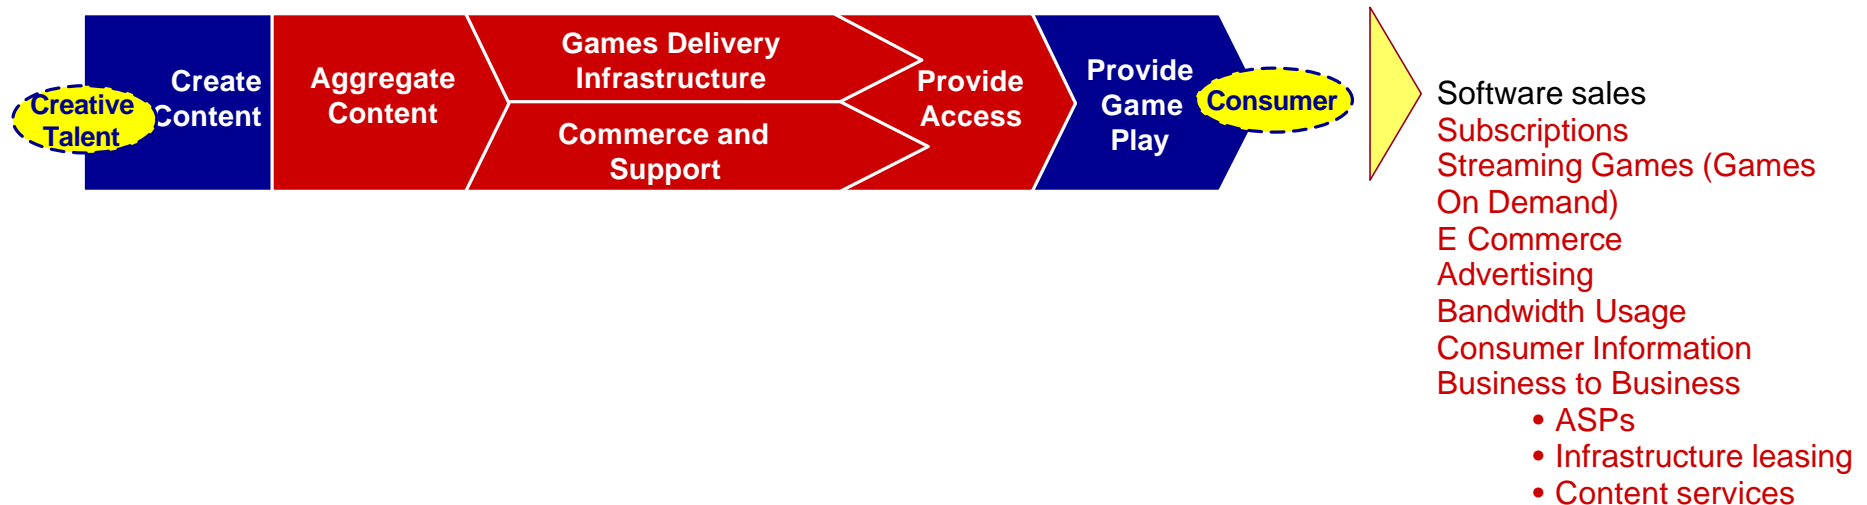 Creative
Talent
Create
Content
Aggregate
Content
Games Delivery
Infrastructure
Commerce and
Support
Provide
Access
Provide
Game
Play
Consumer
Software sales
Subscriptions
Streaming Games (Games
On Demand)
E Commerce
Advertising
Bandwidth Usage
Consumer Information
Business to Business
• ASPs
• Infrastructure leasing
• Content services